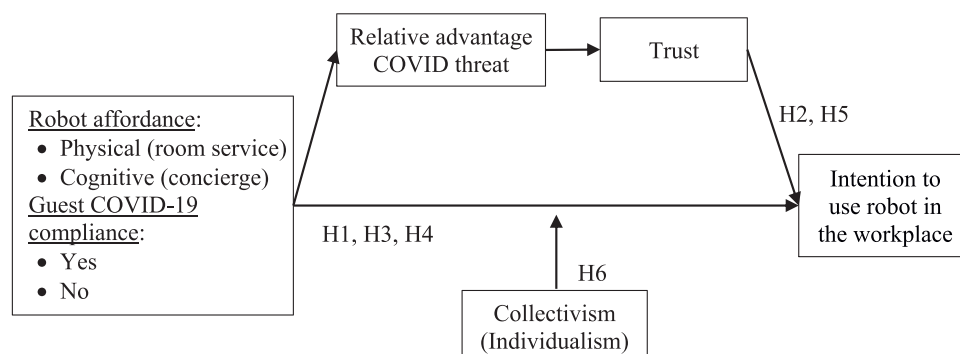 Relative advantage
COVID threat
Trust
Robot affordance:
• Physical (room service)
• Cognitive (concierge)
Guest COVID-19
compliance:
• Yes
• No
H2, H5
Intention to
use robot in
the workplace
H1, H3, H4
H6
Collectivism
(Individualism)